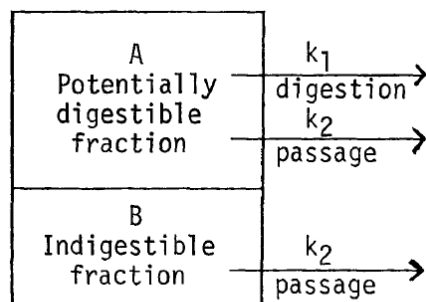 A
Potentially
digestible
fraction
k1
digestion
k2
passage
B
Indigestible
fraction
k2
passage